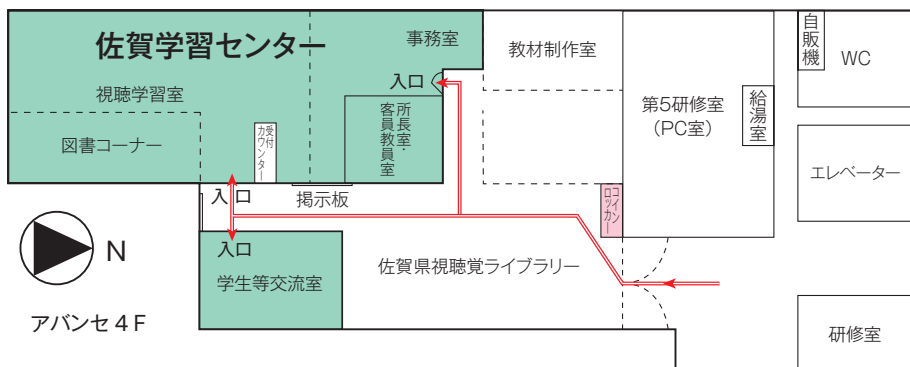 佐賀学習センター
事務室
入口
視聴学習室
図書コーナー
受付
カウンター
所長室・
客員教員室
教材制作室
第5研修室
(PC室)
給湯室
自販機
WC
エレベーター
入口
掲示板
コイン
ロッカー
N
入口
学生等交流室
佐賀県視聴覚ライブラリー
アバンセ4F
研修室